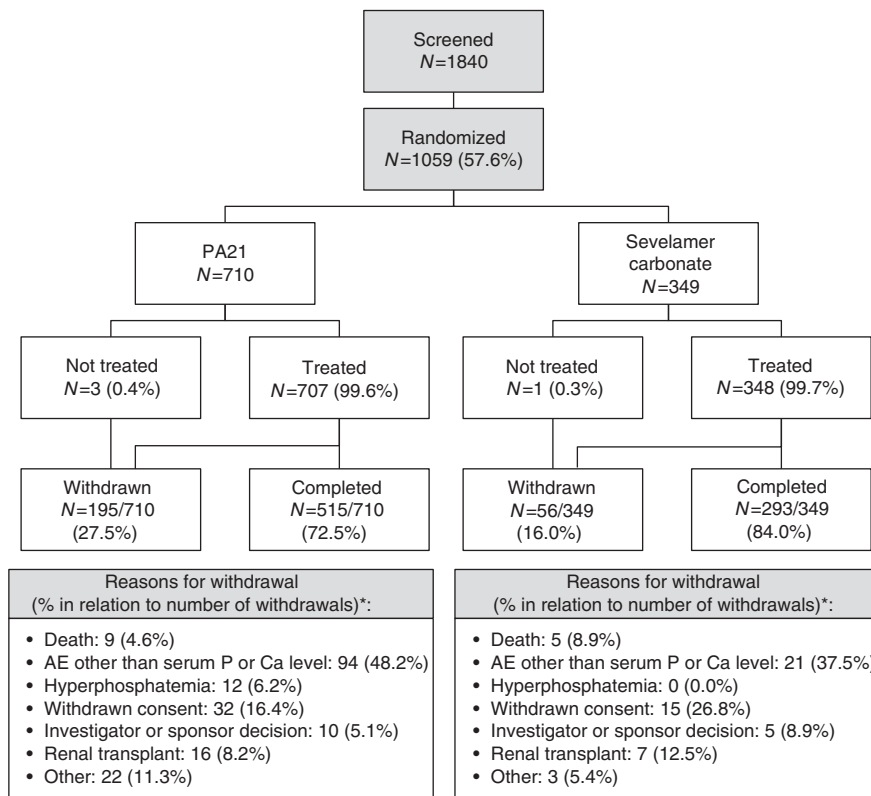 Screened
N=1840
Randomized
N=1059 (57.6%)
PA21
N=710
Sevelamer
carbonate
N=349
Not treated
N=3 (0.4%)
Treated
N=707 (99.6%)
Not treated
N=1 (0.3%)
Treated
N=348 (99.7%)
Withdrawn
N=195/710
(27.5%)
Completed
N=515/710
(72.5%)
Withdrawn
N=56/349
(16.0%)
Completed
N=293/349
(84.0%)
Reasons for withdrawal
(% in relation to number of withdrawals)*:
• Death: 9 (4.6%)
• AE other than serum P or Ca level: 94 (48.2%)
• Hyperphosphatemia: 12 (6.2%)
• Withdrawn consent: 32 (16.4%)
• Investigator or sponsor decision: 10 (5.1%)
• Renal transplant: 16 (8.2%)
• Other: 22 (11.3%)
Reasons for withdrawal
(% in relation to number of withdrawals)*:
• Death: 5 (8.9%)
• AE other than serum P or Ca level: 21 (37.5%)
• Hyperphosphatemia: 0 (0.0%)
• Withdrawn consent: 15 (26.8%)
• Investigator or sponsor decision: 5 (8.9%)
• Renal transplant: 7 (12.5%)
• Other: 3 (5.4%)